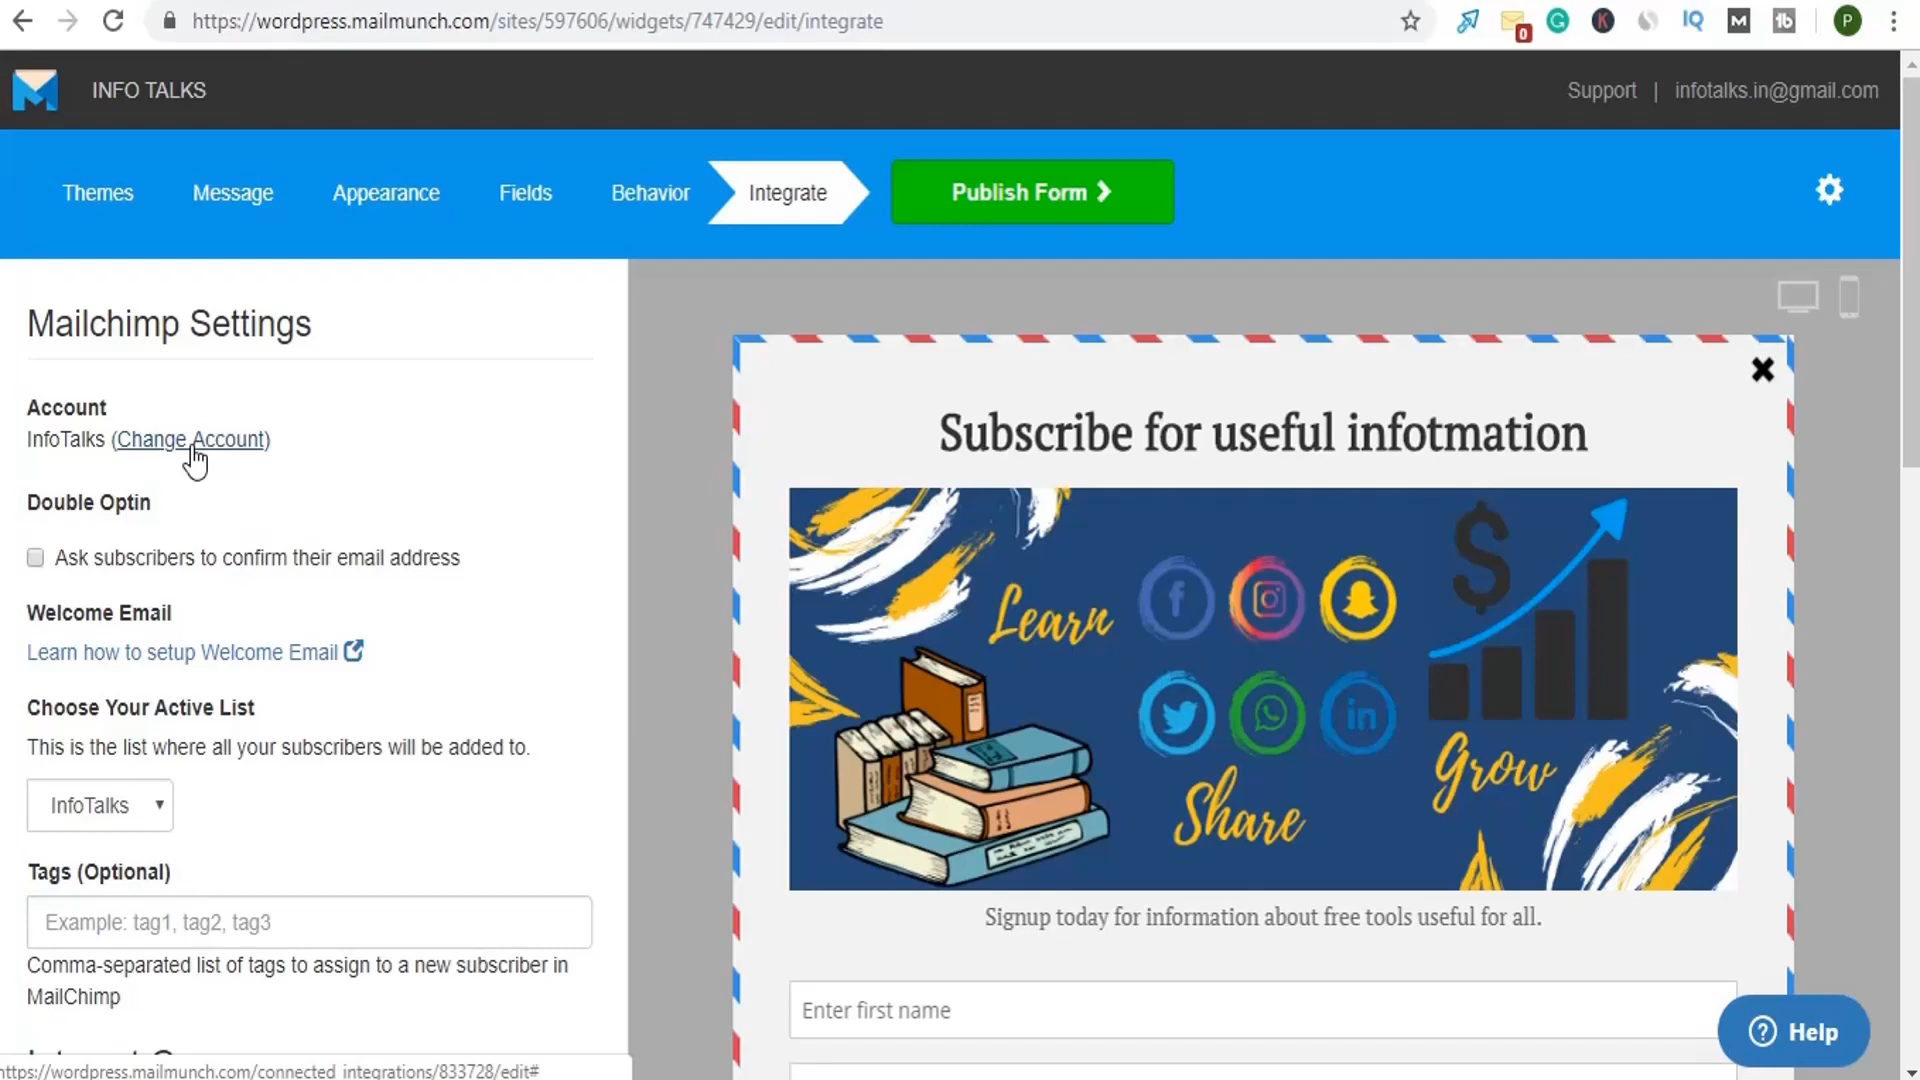 https://wordpress.mailmunch.com/sites/597606/widgets/747429/edit/integrate
0
G
K
IQ
M
tb
P
INFO TALKS
Support | infotalks.in@gmail.com
Themes
Message
Appearance
Fields
Behavior
Integrate
Publish Form
Mailchimp Settings
Account
InfoTalks (Change Account)
Double Optin
Ask subscribers to confirm their email address
Welcome Email
Learn how to setup Welcome Email
Choose Your Active List
This is the list where all your subscribers will be added to.
InfoTalks
Tags (Optional)
Example: tag1, tag2, tag3
Comma-separated list of tags to assign to a new subscriber in
MailChimp
https://wordpress.mailmunch.com/connected_integrations/833728/edit#
Subscribe for useful infotmation
Learn
Share
Grow
$
f
in
Signup today for information about free tools useful for all.
Enter first name
? Help